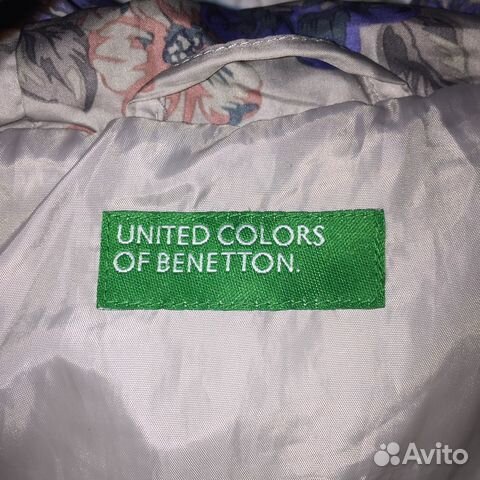 UNITED COLORS
OF BENETTON.
Avito